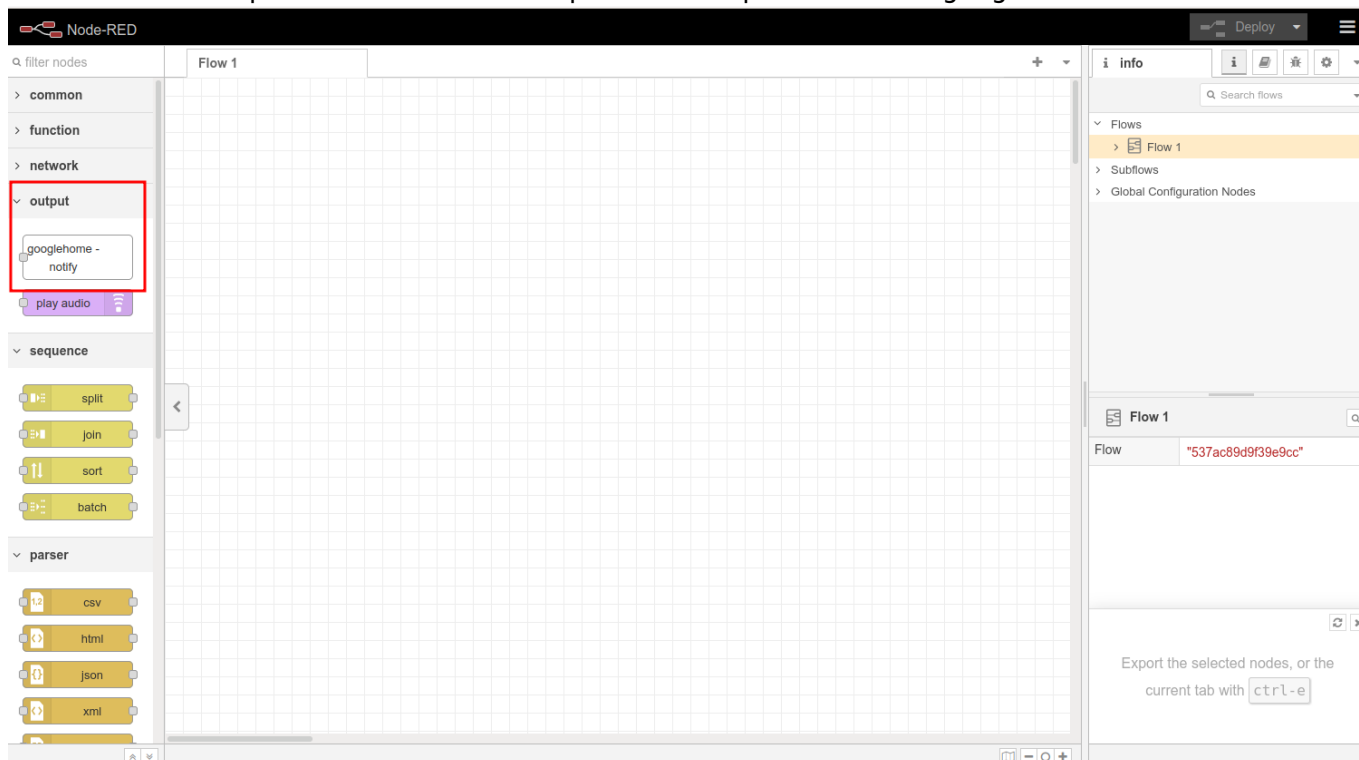 Node-RED
Deploy
filter nodes
Flow 1
i info
i
Search flows
common
function
network
output
googlehome -
notify
play audio
sequence
split
join
sort
batch
parser
1,2
csv
html
json
xml
Flows
Flow 1
Subflows
Global Configuration Nodes
Flow 1
Flow
"537ac89d9f39e9cc"
Export the selected nodes, or the
current tab with ctrl-e